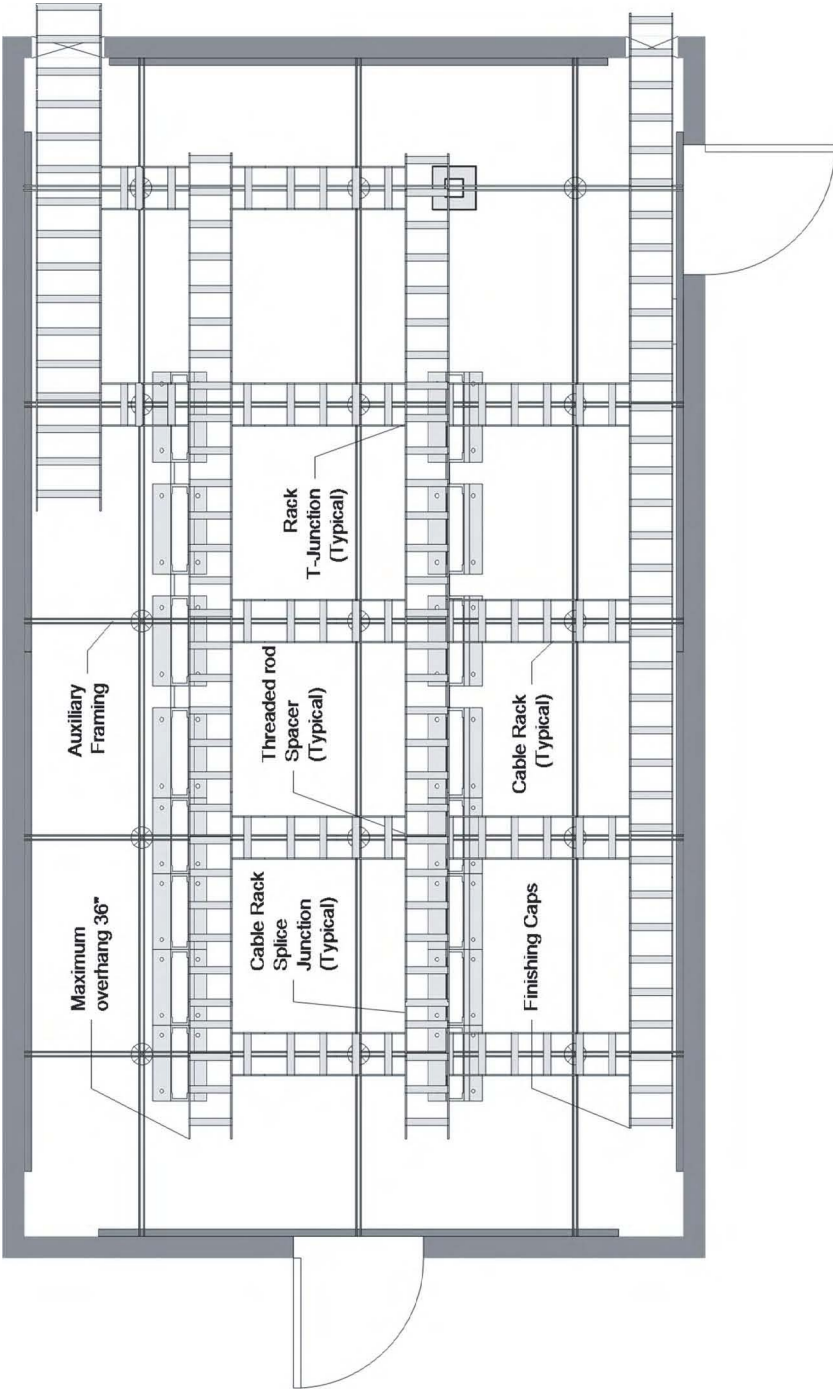 Maximum
overhang 36"
Auxiliary
Framing
Cable Rack
Splice
Junction
(Typical)
Threaded rod
Spacer
(Typical)
Rack
T-Junction
(Typical)
Finishing Caps
Cable Rack
(Typical)